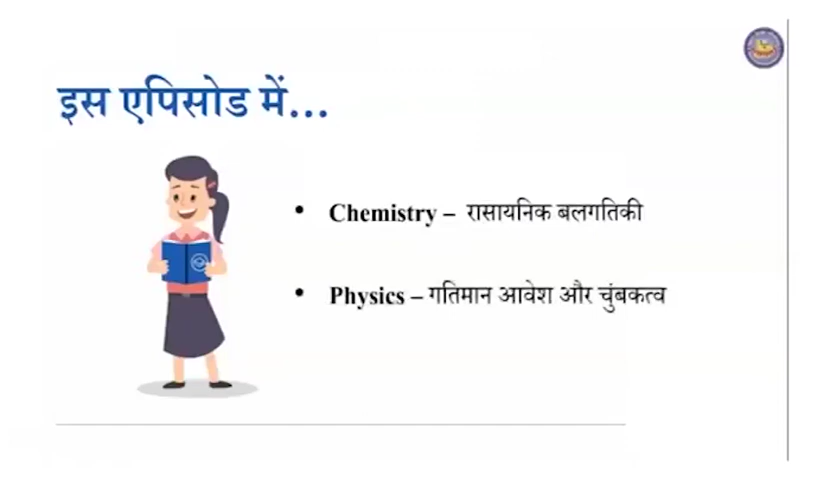 इस एपिसोड में...
• Chemistry – रासायनिक बलगतिकी
• Physics – गतिमान आवेश और चुंबकत्व